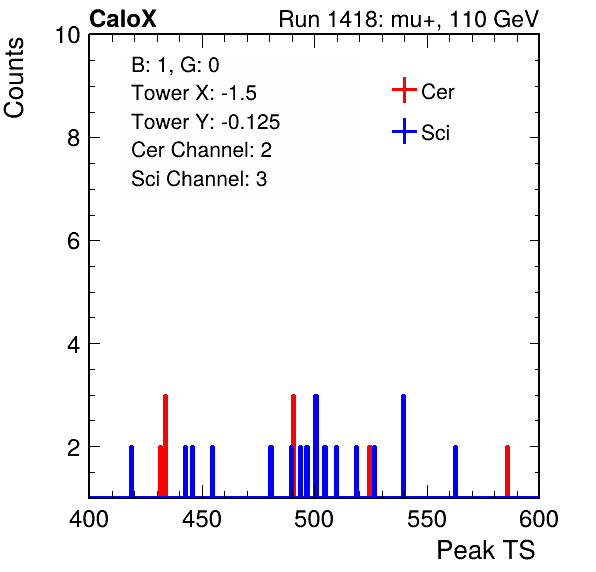 CaloX Run 1418: mu+, 110 GeV
Counts
10
8
6
4
2
B: 1, G: 0
Tower X: -1.5
Tower Y: -0.125
Cer Channel: 2
Sci Channel: 3
Cer
Sci
400 450 500 550 600
Peak TS